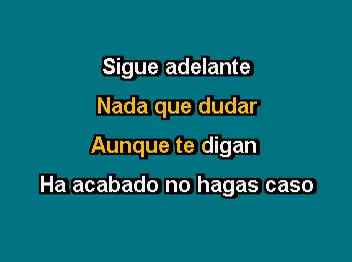 Sigue adelante
Nada que dudar
Aunque te digan
Ha acabado no hagas caso